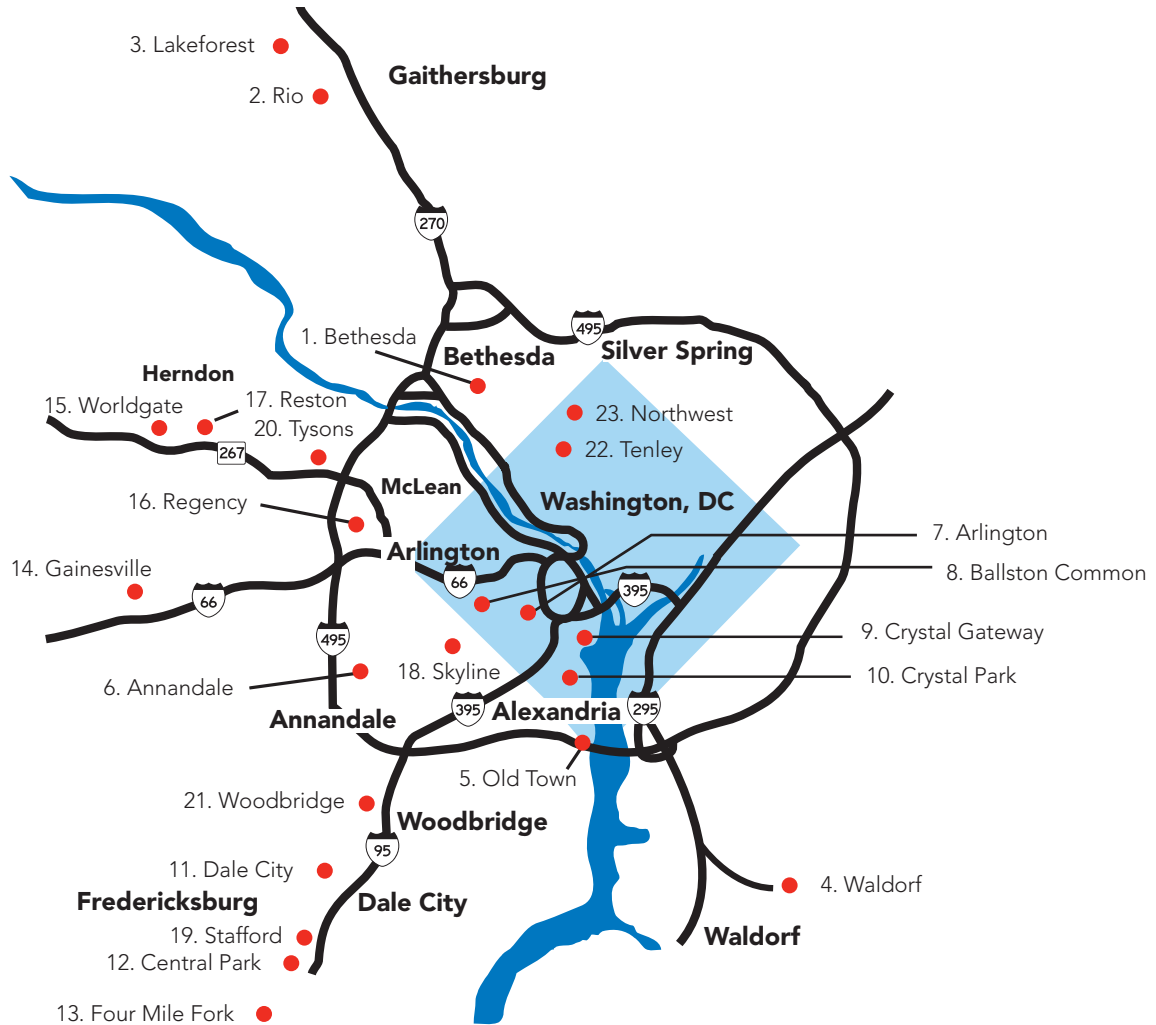 3. Lakeforest
Gaithersburg
2. Rio
270
495
1. Bethesda
Bethesda
Silver Spring
Herndon
17. Reston
15. Worldgate
23. Northwest
20. Tysons
267
22. Tenley
McLean
16. Regency
Washington, DC
7. Arlington
Arlington
14. Gainesville
8. Ballston Common
66
66
395
495
9. Crystal Gateway
18. Skyline
10. Crystal Park
6. Annandale
395
Alexandria
295
Annandale
5. Old Town
21. Woodbridge
Woodbridge
95
11. Dale City
4. Waldorf
Fredericksburg
Dale City
19. Stafford
Waldorf
12. Central Park
13. Four Mile Fork